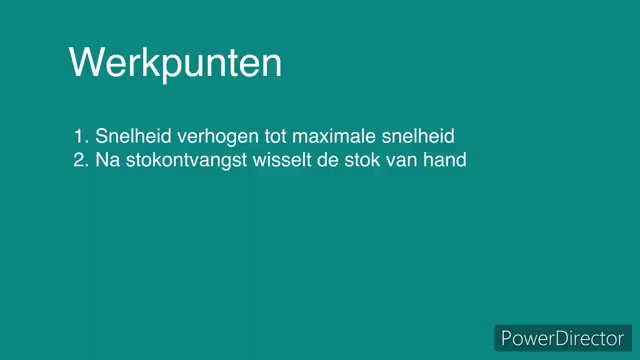 Werkpunten
1. Snelheid verhogen tot maximale snelheid
2. Na stokontvangst wisselt de stok van hand
PowerDirector